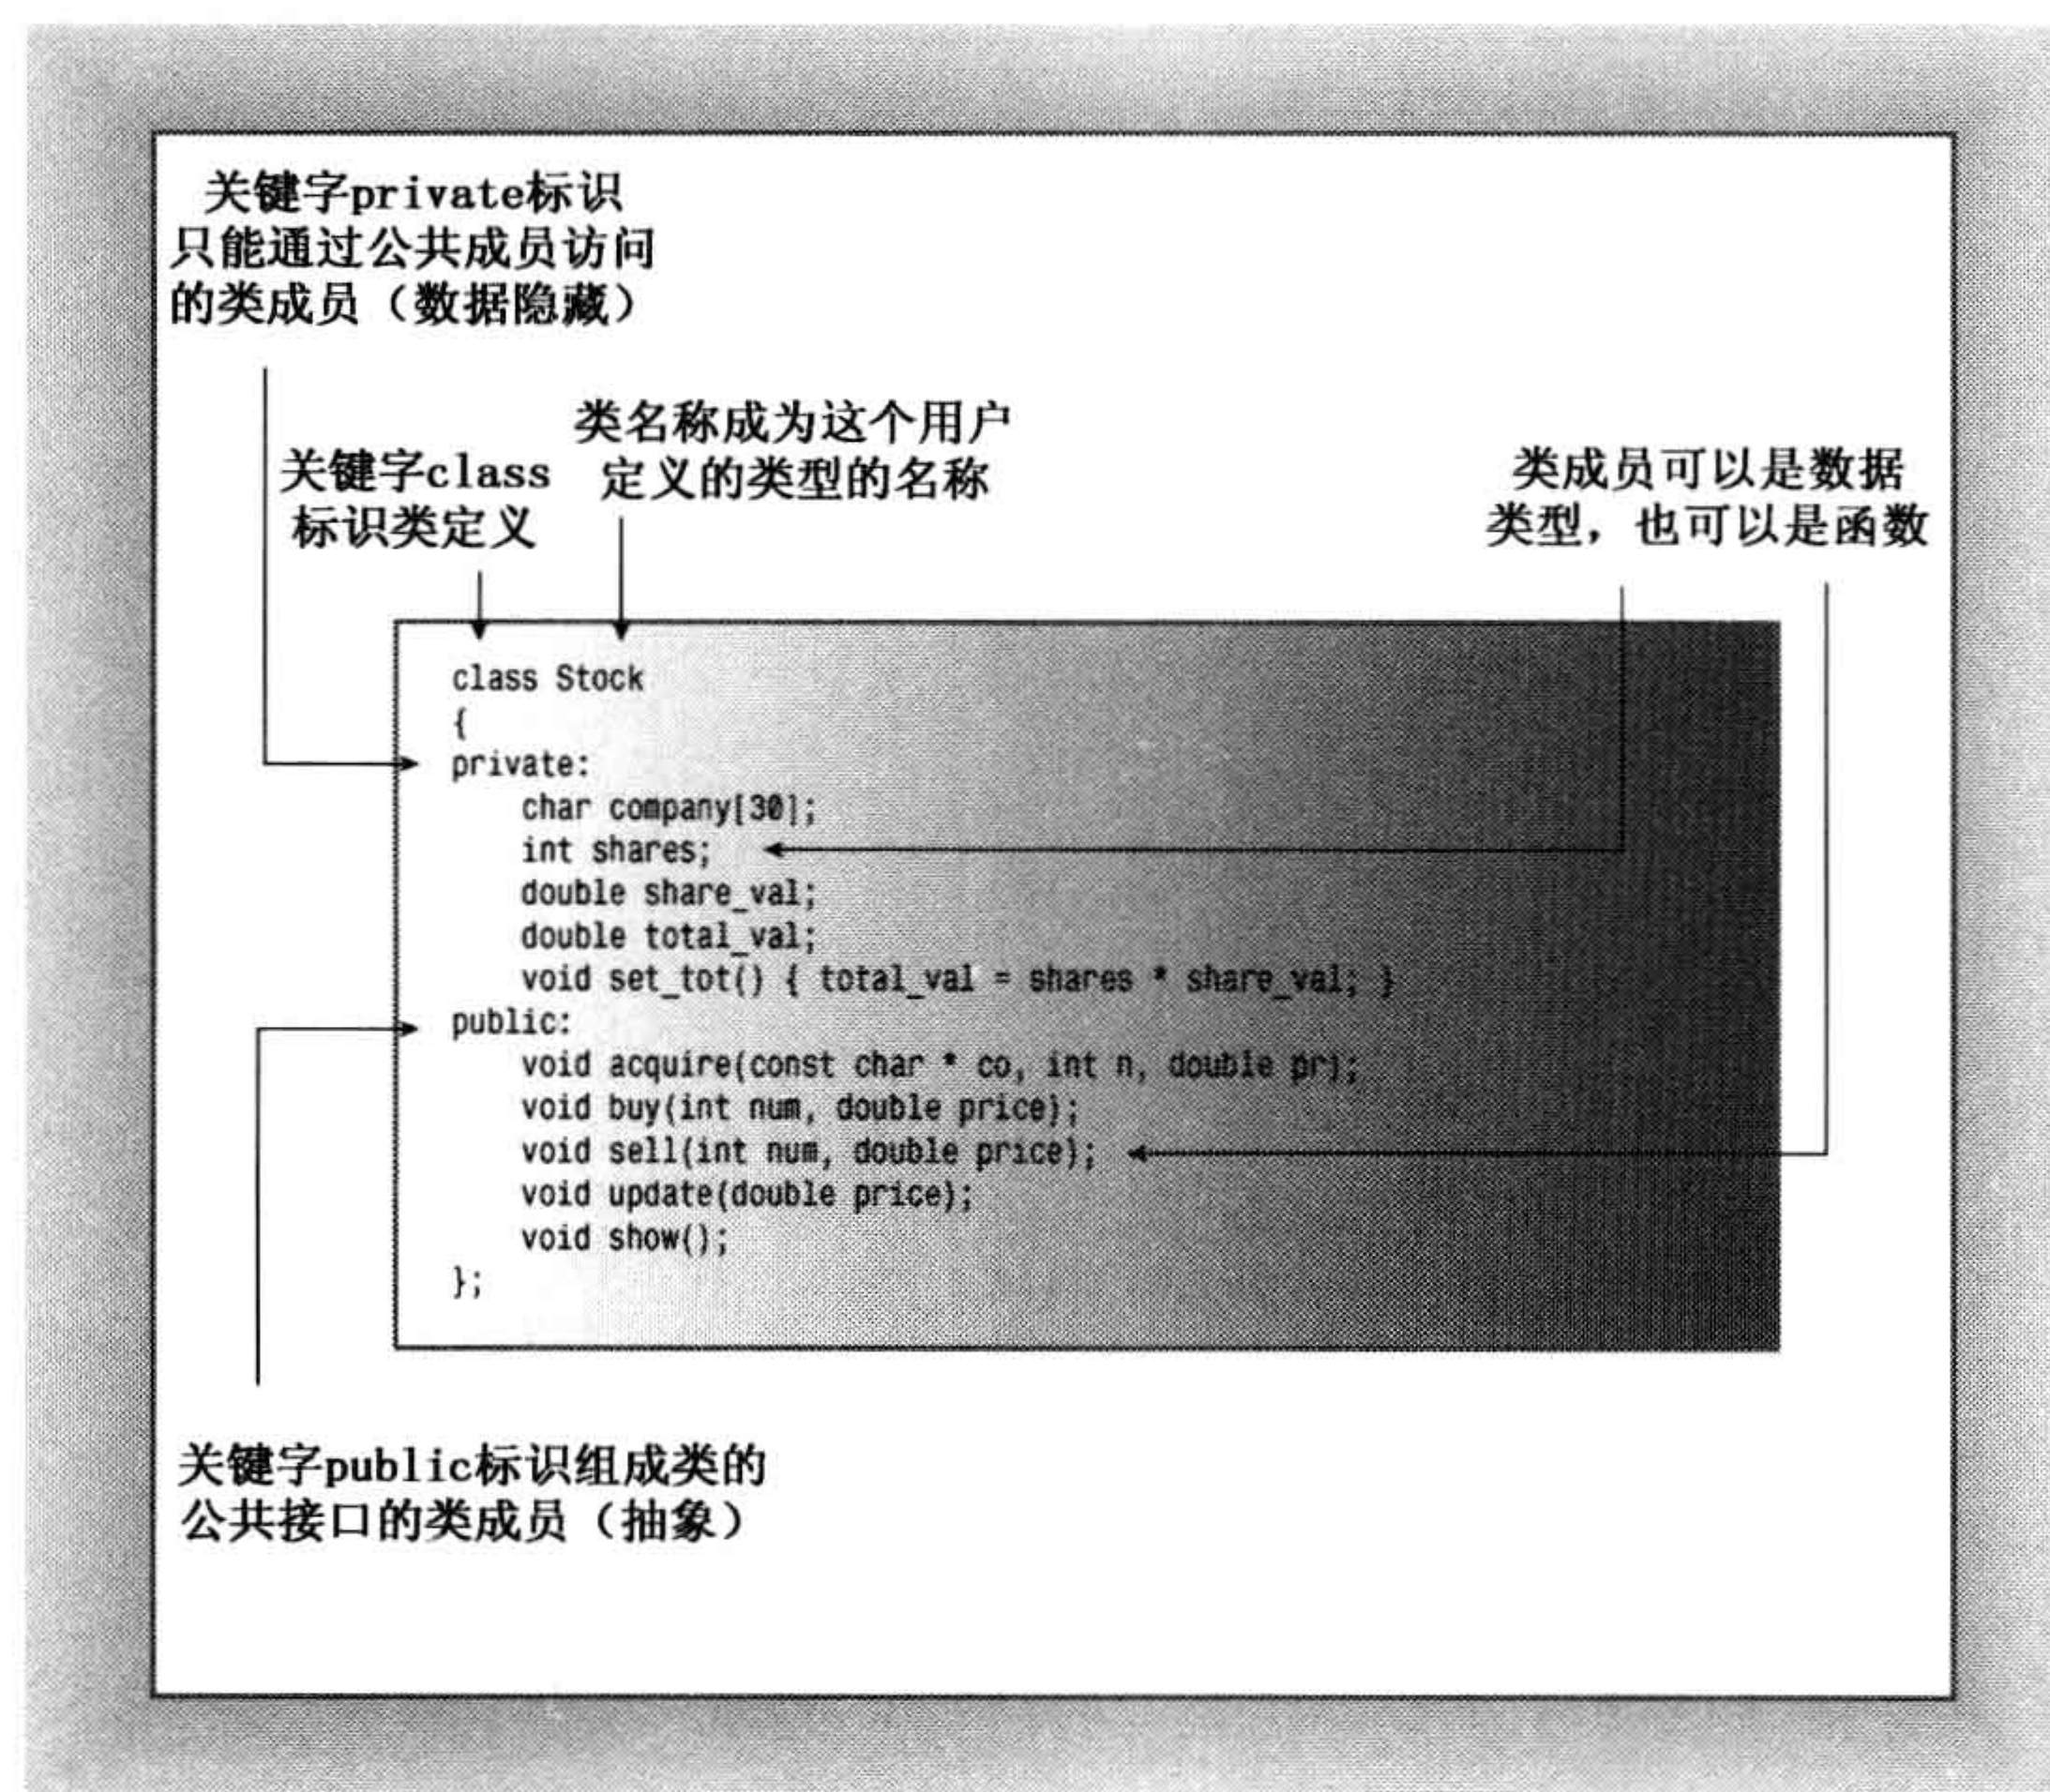 关键字private标识
只能通过公共成员访问
的类成员（数据隐藏）
类名称成为这个用户
定义的类型的名称
关键字class
标识类定义
类成员可以是数据
类型，也可以是函数
class Stock
{
private:
char company[30];
int shares;
double share_val;
double total_val;
void set_tot() { total_val = shares * share_val; }
public:
void acquire(const char * co, int n, double pr);
void buy(int num, double price);
void sell(int num, double price);
void update(double price);
void show();
};
关键字public标识组成类的
公共接口的类成员（抽象）